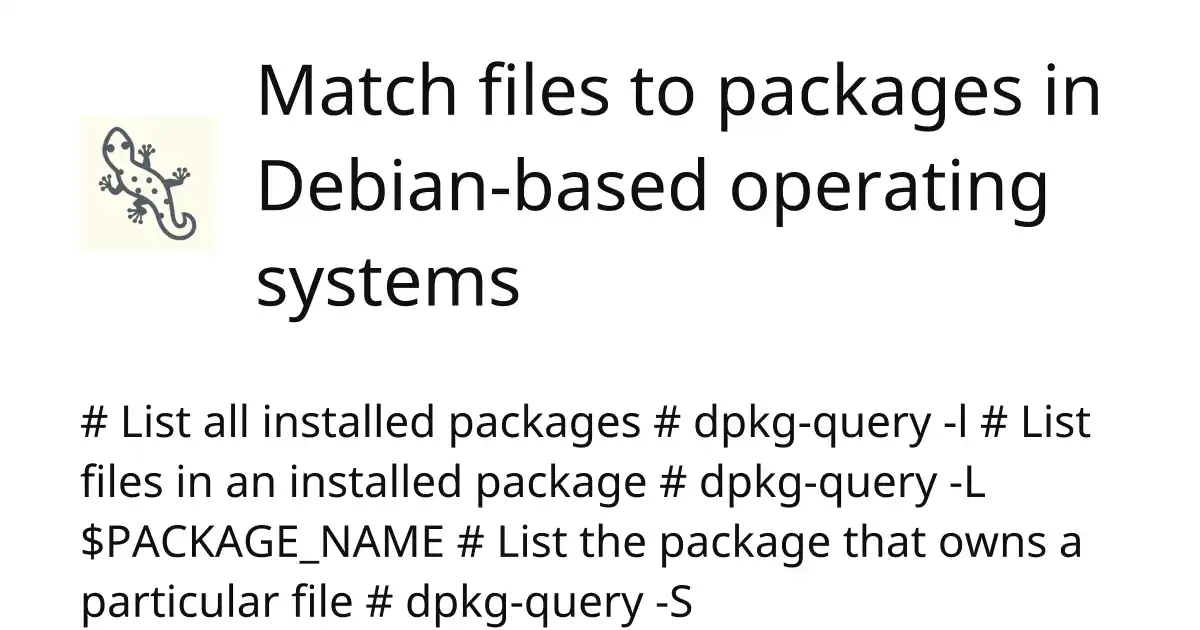 Match files to packages in
Debian-based operating
systems
# List all installed packages # dpkg-query -l # List
files in an installed package # dpkg-query -L
$PACKAGE_NAME # List the package that owns a
particular file # dpkg-query -S